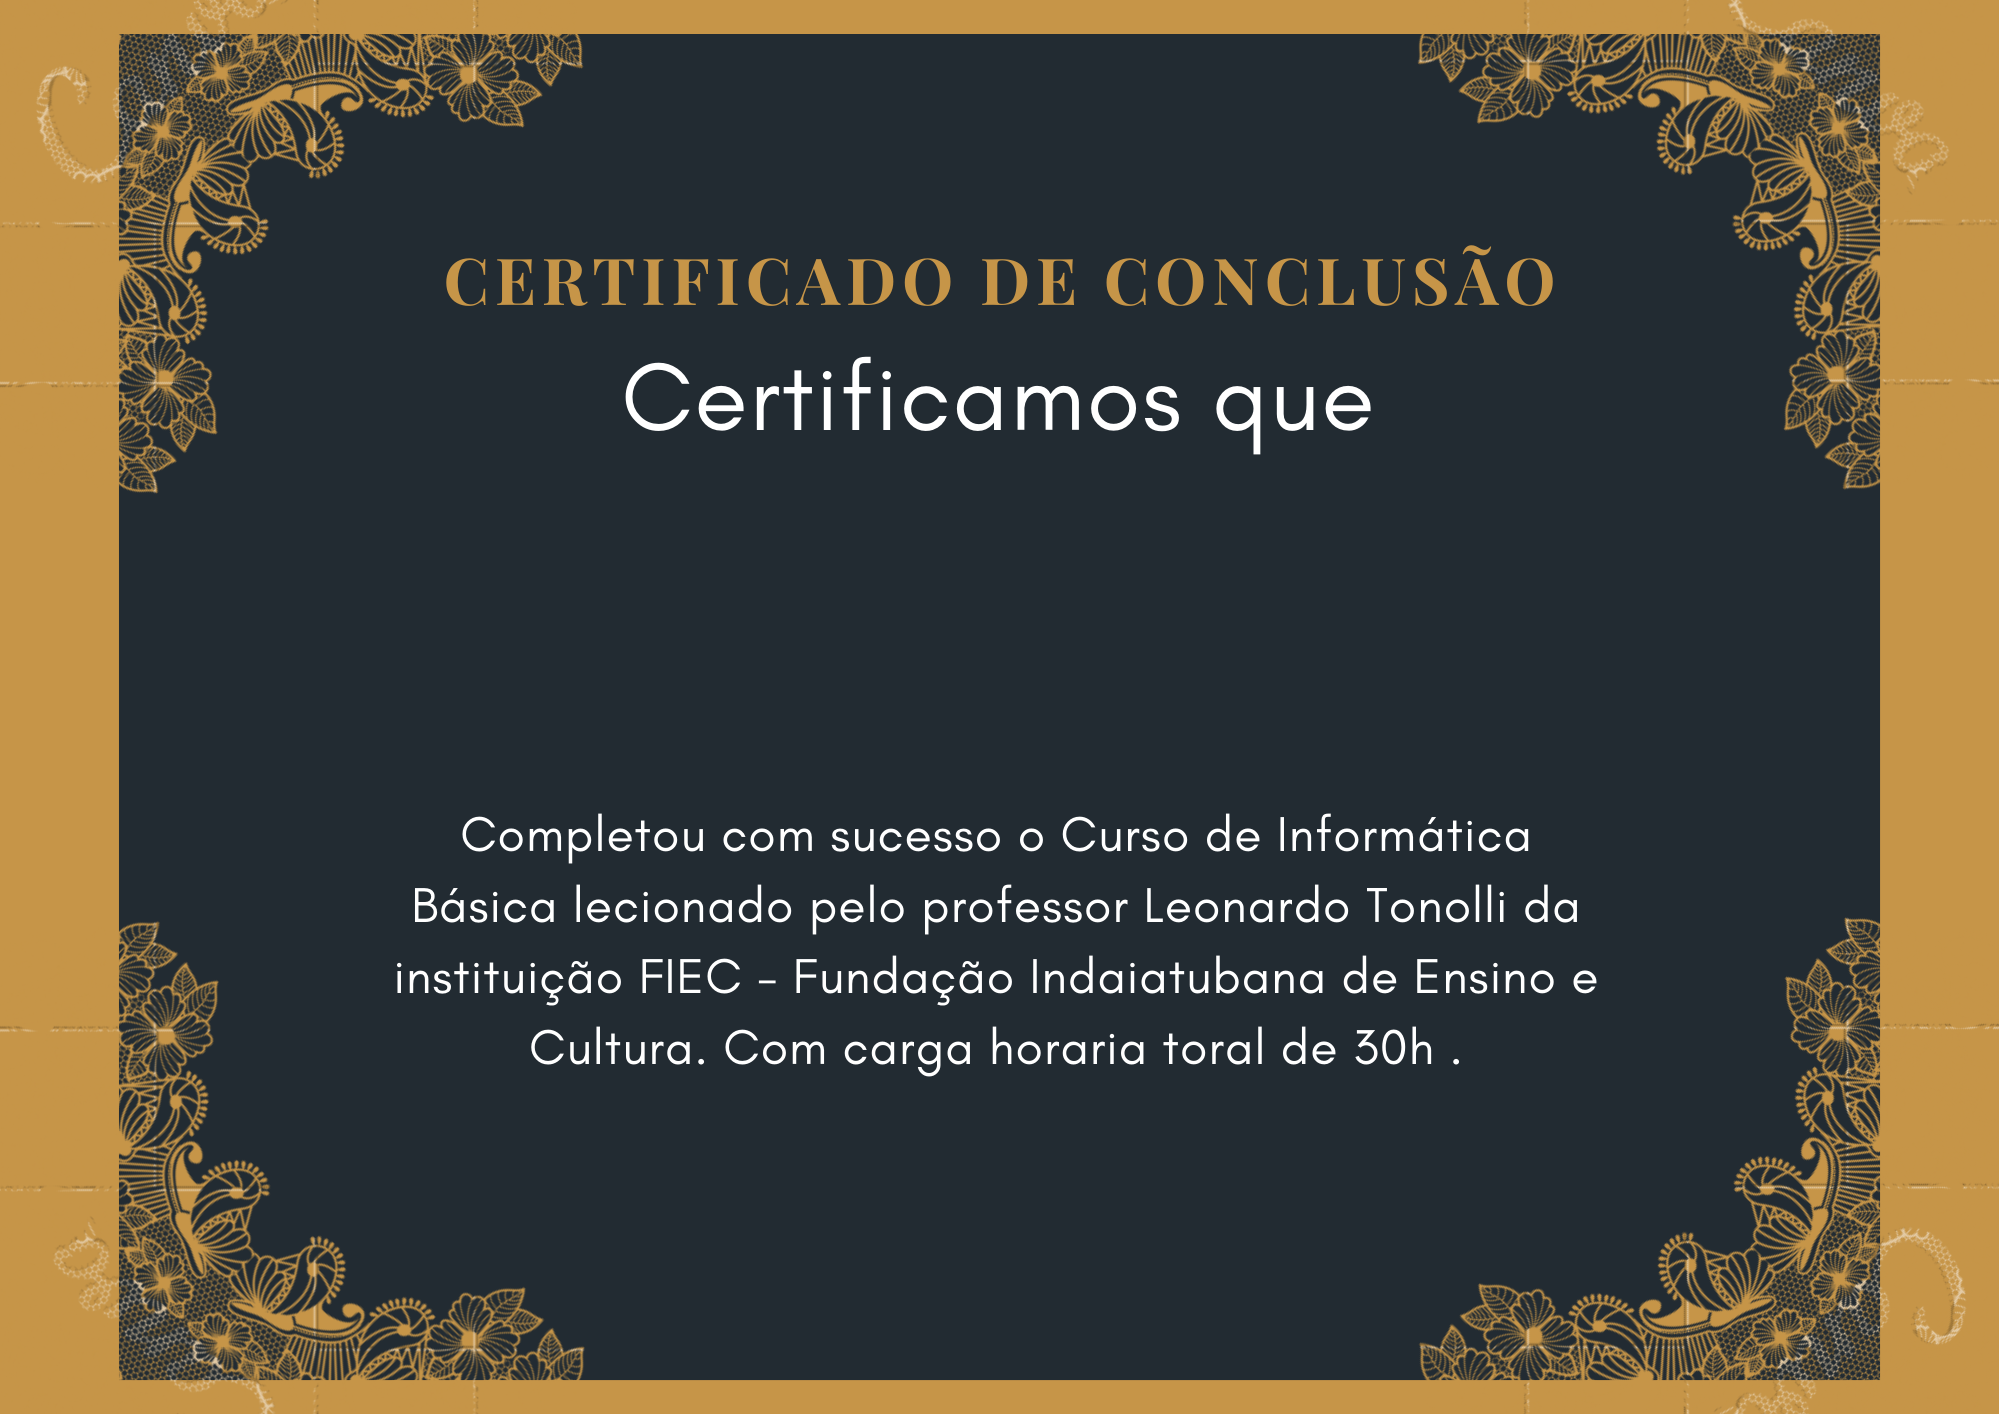 CERTIFICADO DE CONCLUSÃO
Certificamos que
Completou com sucesso o Curso de Informática
Básica lecionado pelo professor Leonardo Tonolli da
instituição FIEC - Fundação Indaiatubana de Ensino e
Cultura. Com carga horaria toral de 30h .